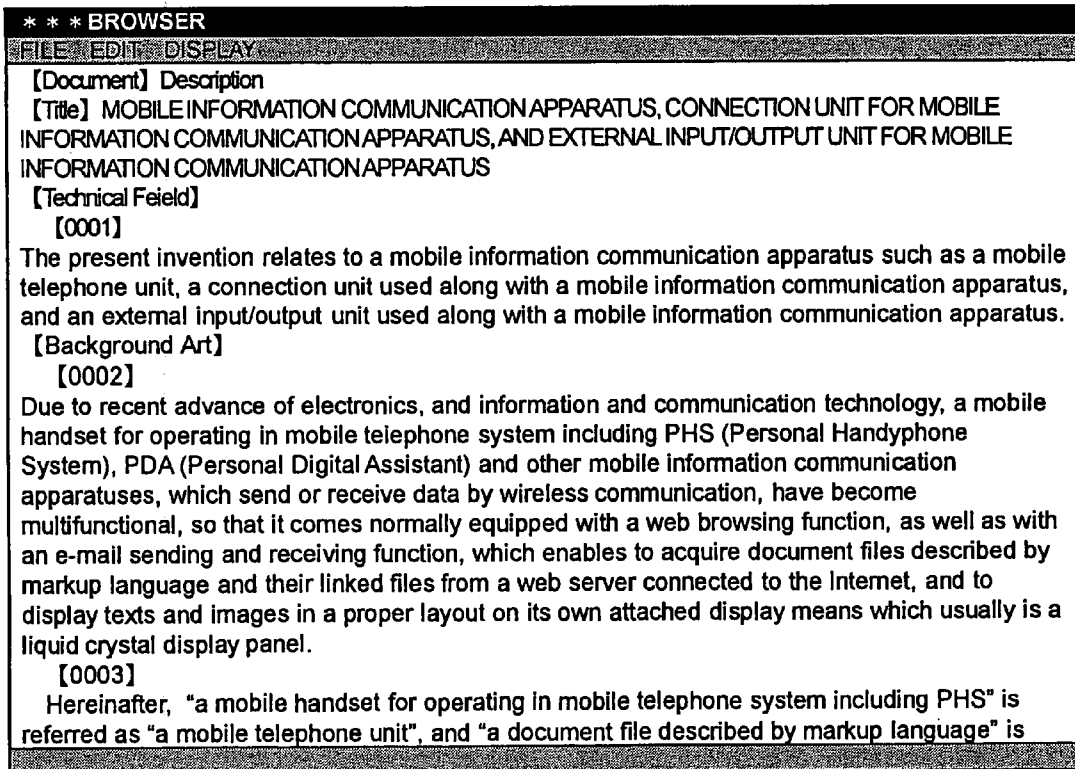 * * * BROWSER
FILE EDIT DISPLAY
【Document】 Description
【Title】 MOBILE INFORMATION COMMUNICATION APPARATUS, CONNECTION UNIT FOR MOBILE
INFORMATION COMMUNICATION APPARATUS, AND EXTERNAL INPUT/OUTPUT UNIT FOR MOBILE
INFORMATION COMMUNICATION APPARATUS
【Technical Feield】
【0001】
The present invention relates to a mobile information communication apparatus such as a mobile
telephone unit, a connection unit used along with a mobile information communication apparatus,
and an external input/output unit used along with a mobile information communication apparatus.
【Background Art】
【0002】
Due to recent advance of electronics, and information and communication technology, a mobile
handset for operating in mobile telephone system including PHS (Personal Handyphone
System), PDA (Personal Digital Assistant) and other mobile information communication
apparatuses, which send or receive data by wireless communication, have become
multifunctional, so that it comes normally equipped with a web browsing function, as well as with
an e-mail sending and receiving function, which enables to acquire document files described by
markup language and their linked files from a web server connected to the Internet, and to
display texts and images in a proper layout on its own attached display means which usually is a
liquid crystal display panel.
【0003】
Hereinafter, "a mobile handset for operating in mobile telephone system including PHS" is
referred as "a mobile telephone unit", and "a document file described by markup language" is